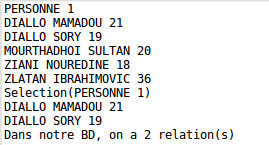 PERSONNE 1
DIALLO MAMADOU 21
DIALLO SORY 19
MOURTHADHOI SULTAN 20
ZIANI NOUREDINE 18
ZLATAN IBRAHIMOVIC 36
Selection(PERSONNE 1)
DIALLO MAMADOU 21
DIALLO SORY 19
Dans notre BD, on a 2 relation(s)